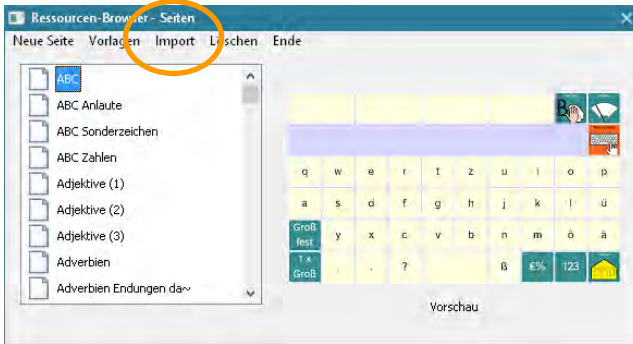 Ressourcen-Browser - Seiten
Neue Seite Vorlagen Import Löschen Ende
ABC
ABC Anlaute
ABC Sonderzeichen
ABC Zahlen
Adjektive (1)
Adjektive (2)
Adjektive (3)
Adverbien
Adverbien Endungen da~
B
q w e r t z u i o p
a s d f g h j k l ü
Groß fest y x c v b n m ö ä
1 x Groß , . ? ß €% 123
Vorschau